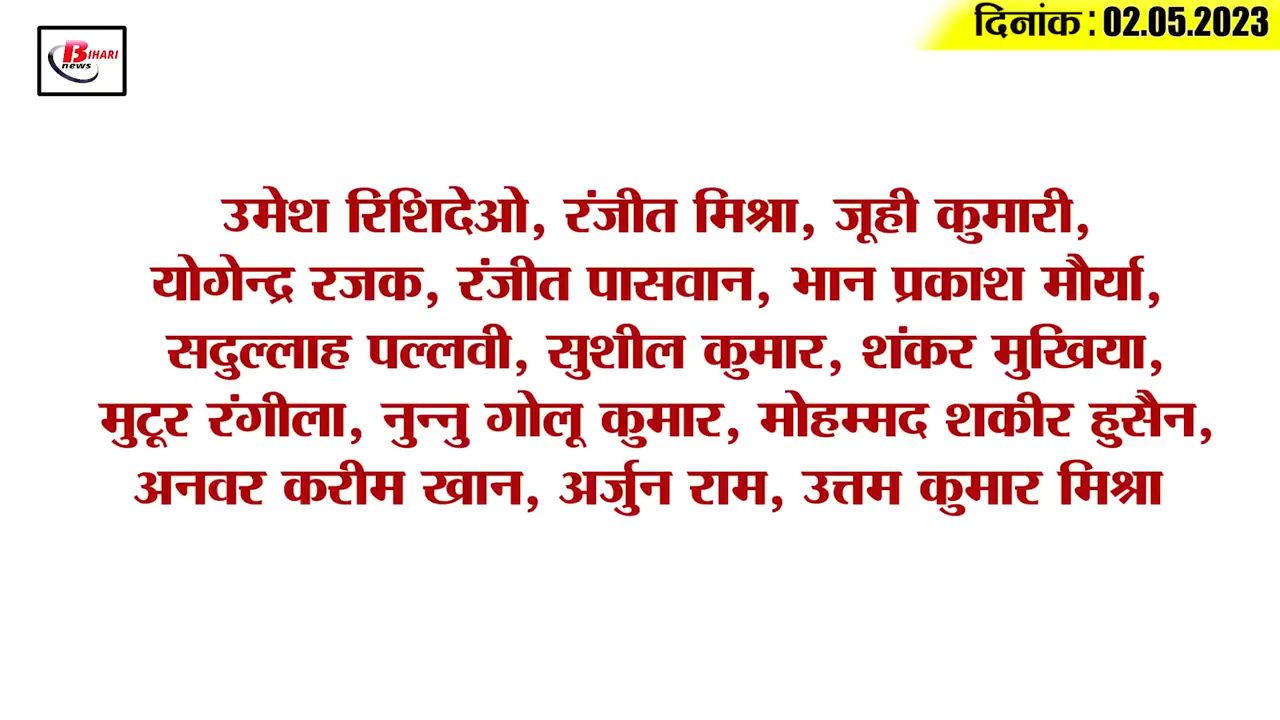 BIHARI
news
दिनांक : 02.05.2023
उमेश रिशिदेओ, रंजीत मिश्रा, जूही कुमारी,
योगेन्द्र रजक, रंजीत पासवान, भान प्रकाश मौर्या,
सदुल्लाह पल्लवी, सुशील कुमार, शंकर मुखिया,
मुटूर रंगीला, नुन्नु गोलू कुमार, मोहम्मद शकीर हुसैन,
अनवर करीम खान, अर्जुन राम, उत्तम कुमार मिश्रा